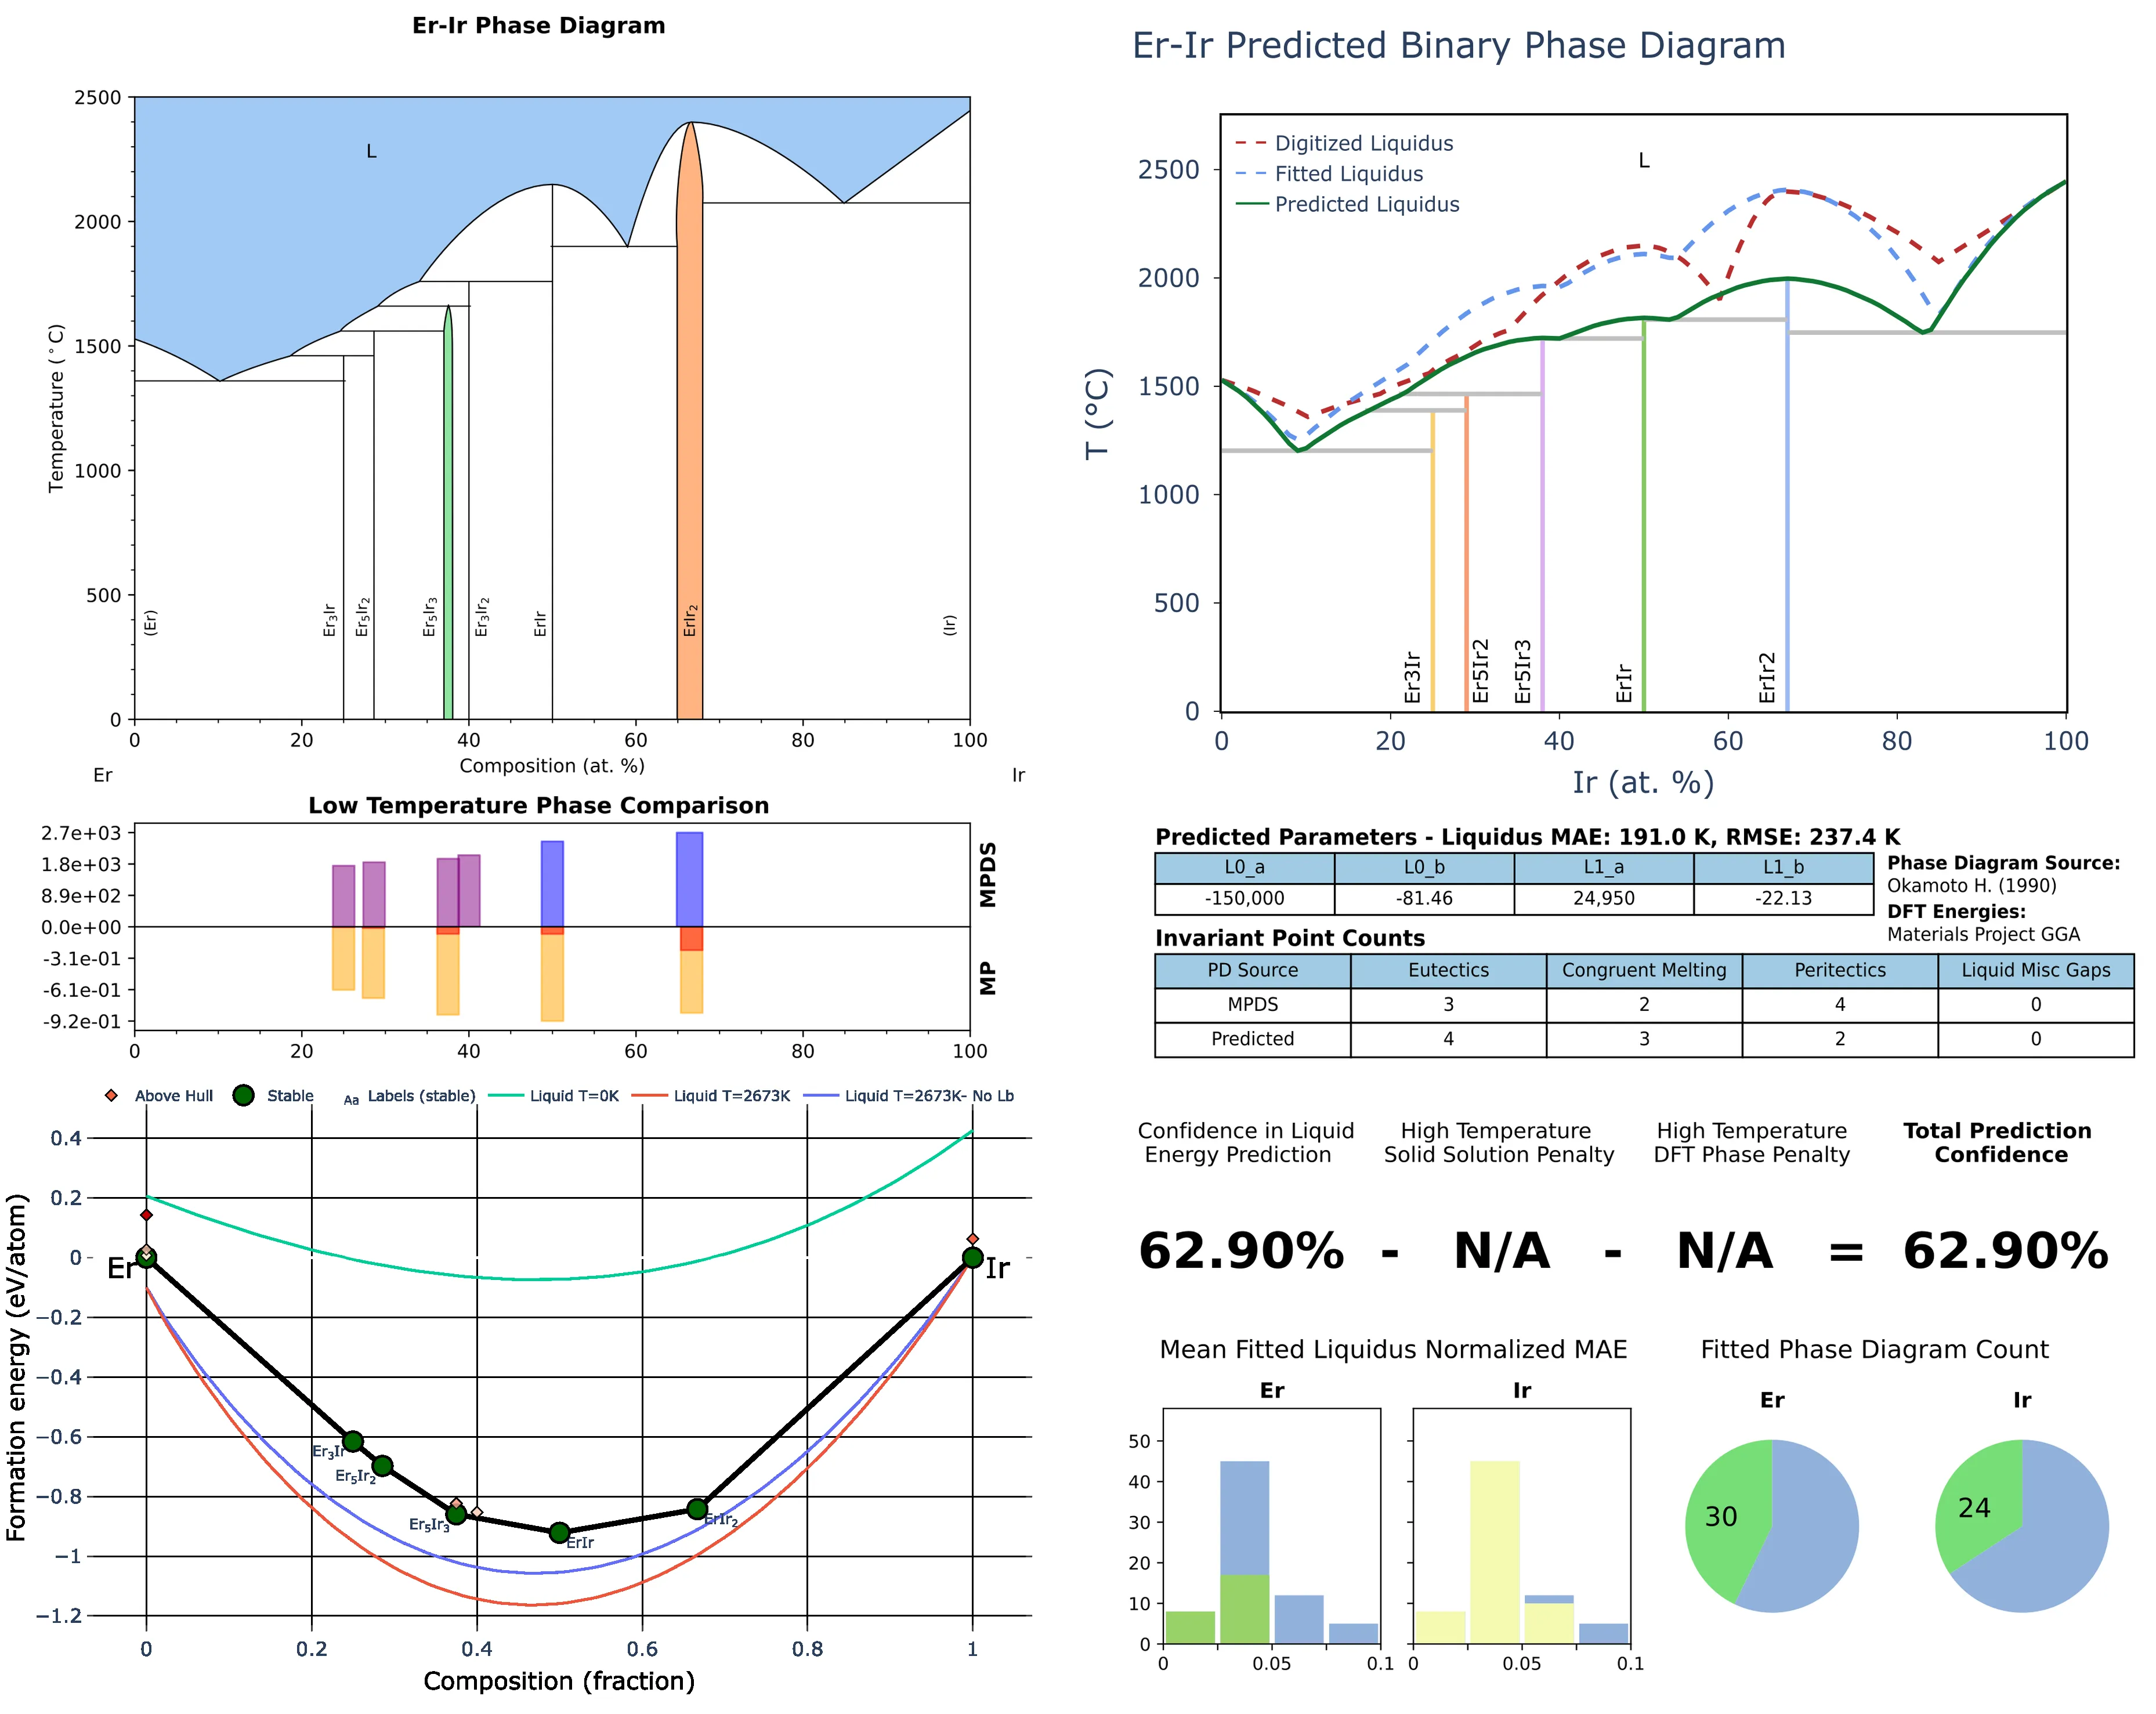 Er-Ir Phase Diagram
2500
2000
1500
1000
500
0
Temperature (°C)
L
(Er)
Er₃Ir
Er₅Ir₂
Er₅Ir₃
Er₃Ir₂
ErIr
ErIr₂
(Ir)
0 20 40 60 80 100
Composition (at. %)
Er Ir
Er-Ir Predicted Binary Phase Diagram
Digitized Liquidus
Fitted Liquidus
Predicted Liquidus
L
2500
2000
1500
1000
500
0
T (°C)
Er3Ir
Er5Ir2
Er5Ir3
ErIr
ErIr2
0 20 40 60 80 100
Ir (at. %)
Low Temperature Phase Comparison
2.7e+03
1.8e+03
8.9e+02
0.0e+00
-3.1e-01
-6.1e-01
-9.2e-01
MPDS
MP
0 20 40 60 80 100
Predicted Parameters - Liquidus MAE: 191.0 K, RMSE: 237.4 K
L0_a L0_b L1_a L1_b
-150,000 -81.46 24,950 -22.13
Phase Diagram Source:
Okamoto H. (1990)
DFT Energies:
Materials Project GGA
Invariant Point Counts
PD Source Eutectics Congruent Melting Peritectics Liquid Misc Gaps
MPDS 3 2 4 0
Predicted 4 3 2 0
Above Hull Stable Aa Labels (stable) Liquid T=0K Liquid T=2673K Liquid T=2673K- No Lb
0.4
0.2
0
−0.2
−0.4
−0.6
−0.8
−1
−1.2
Formation energy (eV/atom)
Er
Ir
Er₃Ir
Er₅Ir₂
Er₅Ir₃
ErIr
ErIr₂
0 0.2 0.4 0.6 0.8 1
Composition (fraction)
Confidence in Liquid
Energy Prediction
High Temperature
Solid Solution Penalty
High Temperature
DFT Phase Penalty
Total Prediction
Confidence
62.90% - N/A - N/A = 62.90%
Mean Fitted Liquidus Normalized MAE
Er Ir
50
40
30
20
10
0
0 0.05 0.1
0 0.05 0.1
Fitted Phase Diagram Count
Er Ir
30 24